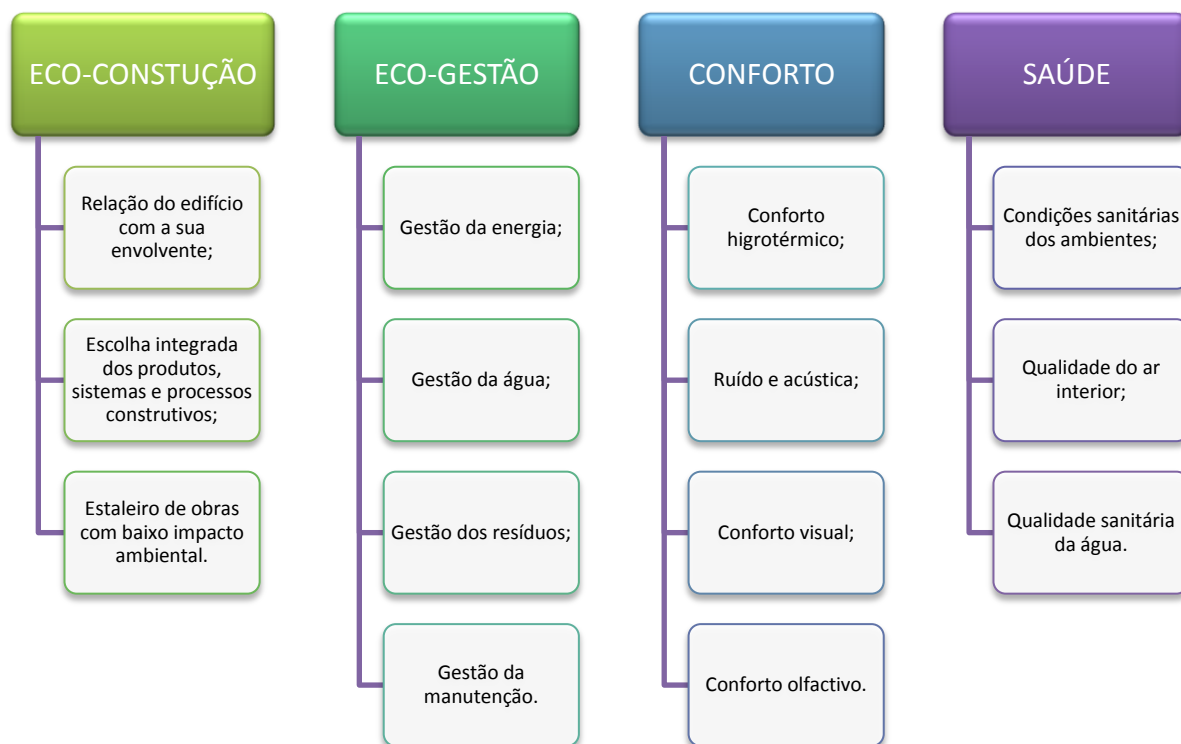 ECO-CONSTUÇÃO
Relação do edifício
com a sua
envolvente;
Escolha integrada
dos produtos,
sistemas e processos
construtivos;
Estaleiro de obras
com baixo impacto
ambiental.
ECO-GESTÃO
Gestão da energia;
Gestão da água;
Gestão dos resíduos;
Gestão da
manutenção.
CONFORTO
Conforto
higrotérmico;
Ruído e acústica;
Conforto visual;
Conforto olfactivo.
SAÚDE
Condições sanitárias
dos ambientes;
Qualidade do ar
interior;
Qualidade sanitária
da água.